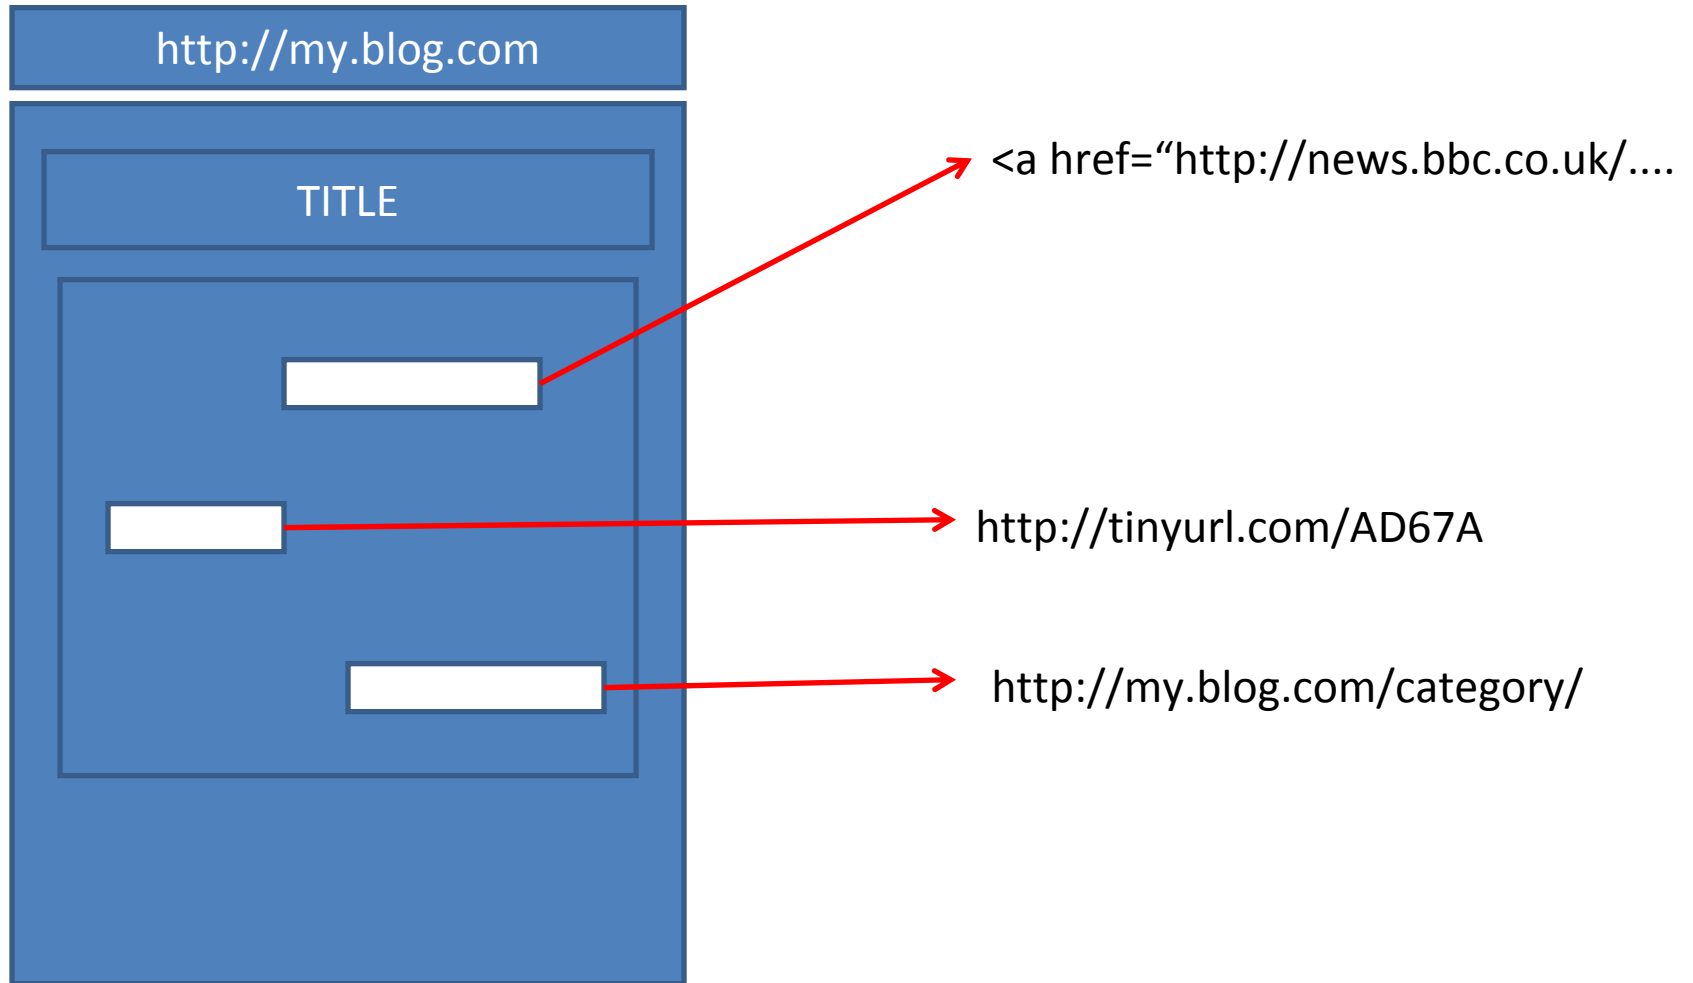 http://my.blog.com
<a href=“http://news.bbc.co.uk/....
TITLE
http://tinyurl.com/AD67A
http://my.blog.com/category/